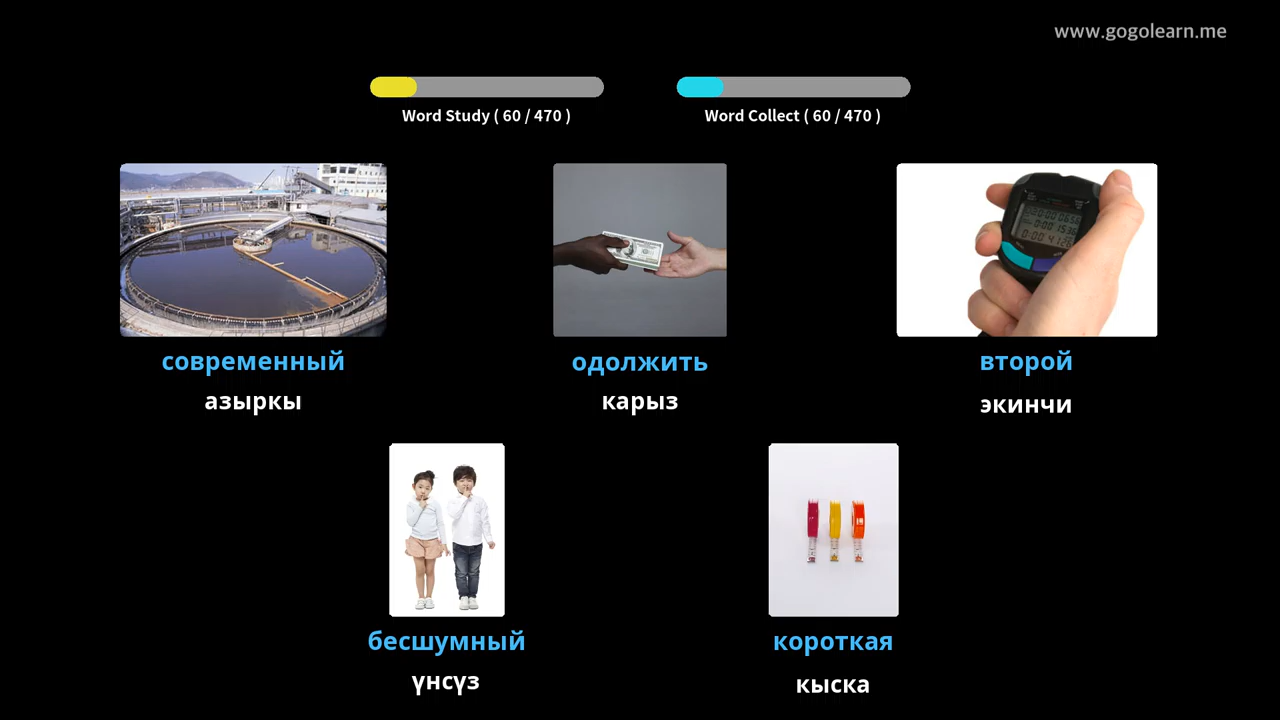 www.gogolearn.me
Word Study ( 60 / 470 )
Word Collect ( 60 / 470 )
современный
азыркы
одолжить
карыз
второй
экинчи
бесшумный
үнсүз
короткая
кыска